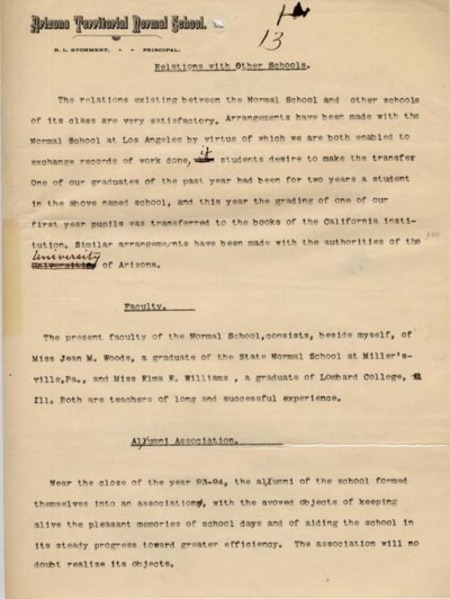 Arizona Territorial Normal School.
D. L. STORMENT, - - PRINCIPAL.
13
Relations with Other Schools.
The relations existing between the Normal School and other schools
of its class are very satisfactory. Arrangements have been made with the
Normal School at Los Angeles by virtue of which we are both enabled to
exchange records of work done, if students desire to make the transfer
One of our graduates of the past year had been for two years a student
in the above named school, and this year the grading of one of our
first year pupils was transferred to the books of the California insti-
tution. Similar arrangements have been made with the authorities of the
University of Arizona.
Faculty.
The present faculty of the Normal School,consists, beside myself, of
Miss Jean M. Woods, a graduate of the State Normal School at Miller's-
ville,Pa., and Miss Elma E. Williams , a graduate of Lombard College,
Ill. Both are teachers of long and successful experience.
Alumni Association.
Near the close of the year 93-94, the alumni of the school formed
themselves into an association, with the avowed objects of keeping
alive the pleasant memories of school days and of aiding the school in
its steady progress toward greater efficiency. The association will no
doubt realize its objects.